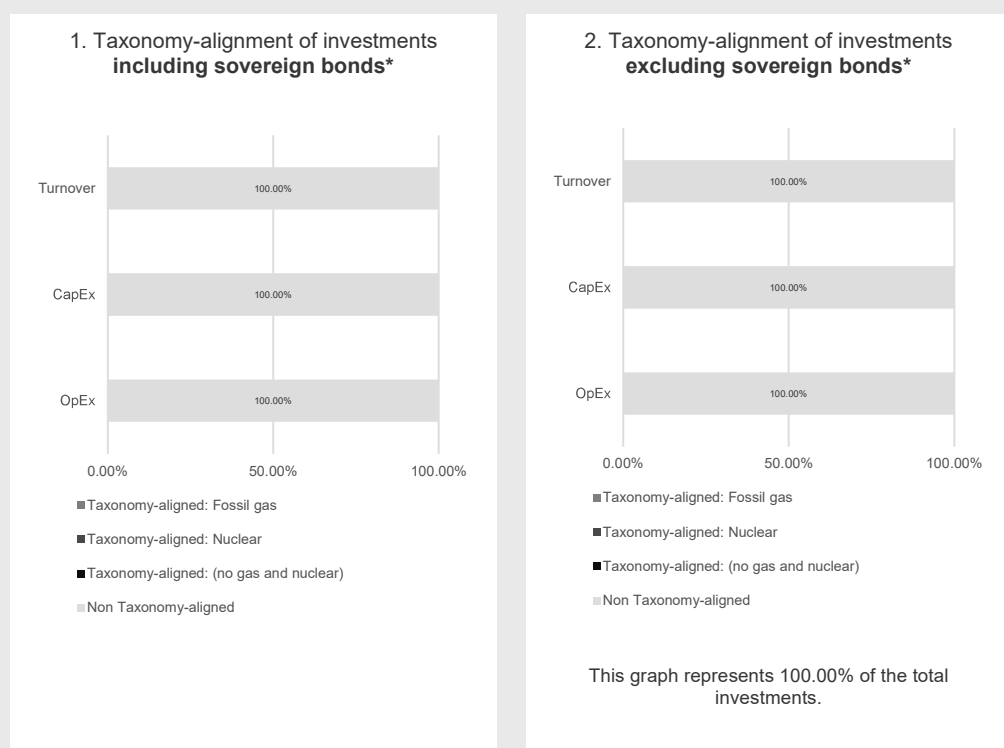 1. Taxonomy-alignment of investments
including sovereign bonds*
Turnover
100.00%
CapEx
100.00%
OpEx
100.00%
0.00%
50.00%
100.00%
Taxonomy-aligned: Fossil gas
Taxonomy-aligned: Nuclear
Taxonomy-aligned: (no gas and nuclear)
Non Taxonomy-aligned
2. Taxonomy-alignment of investments
excluding sovereign bonds*
Turnover
100.00%
CapEx
100.00%
OpEx
100.00%
0.00%
50.00%
100.00%
Taxonomy-aligned: Fossil gas
Taxonomy-aligned: Nuclear
Taxonomy-aligned: (no gas and nuclear)
Non Taxonomy-aligned
This graph represents 100.00% of the total
investments.